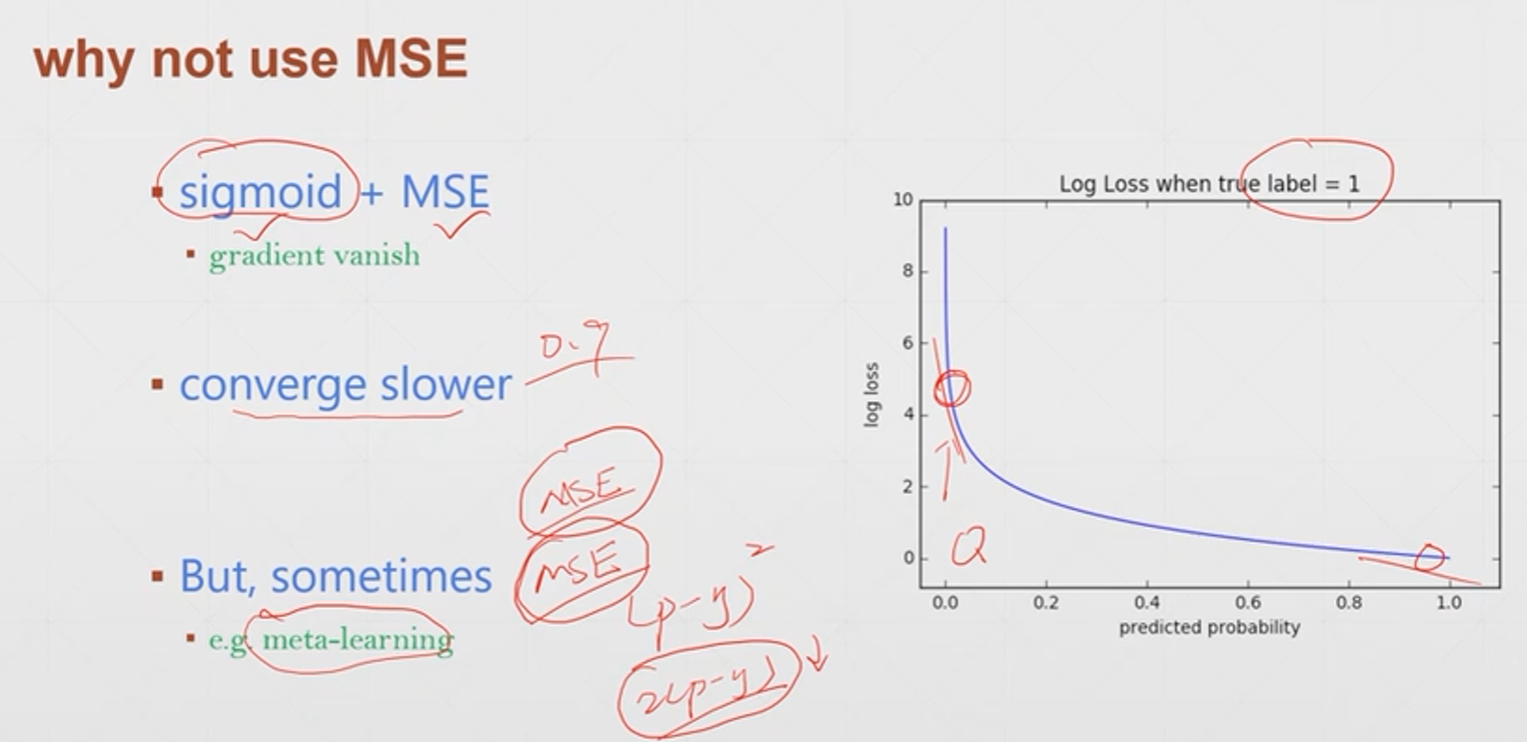 why not use MSE
sigmoid + MSE
gradient vanish
converge slower
0.9
MSE
But, sometimes
MSE
(p-y)²
e.g. meta-learning
2(p-y)
Log Loss when true label = 1
10
8
6
4
2
0
log loss
0.0 0.2 0.4 0.6 0.8 1.0
predicted probability